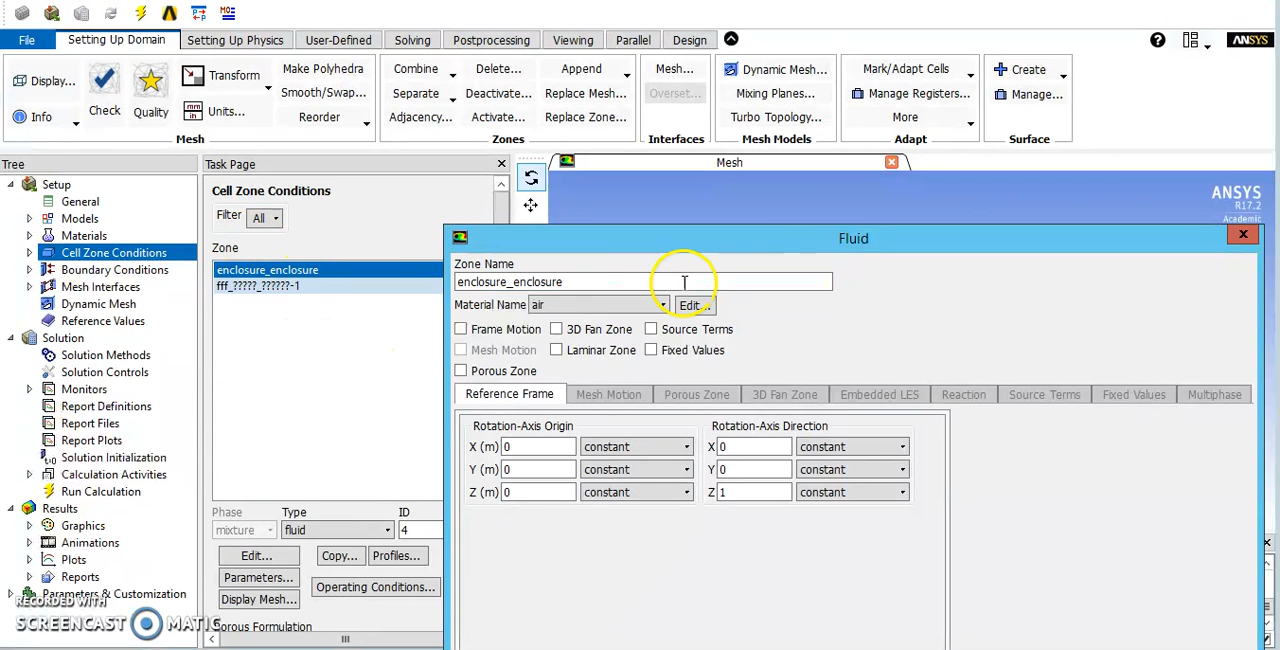 File Setting Up Domain Setting Up Physics User-Defined Solving Postprocessing Viewing Parallel Design ? ANSYS
Display... Check Quality Transform Make Polyhedra Combine Delete... Append Mesh... Dynamic Mesh... Mark/Adapt Cells Create
Info mm in Units... Smooth/Swap... Separate Deactivate... Replace Mesh... Overset... Mixing Planes... Manage Registers... Manage...
Reorder Adjacency... Activate... Replace Zone... Turbo Topology... More
Mesh Zones Interfaces Mesh Models Adapt Surface
Tree
Setup
General
Models
Materials
Cell Zone Conditions
Boundary Conditions
Mesh Interfaces
Dynamic Mesh
Reference Values
Solution
Solution Methods
Solution Controls
Monitors
Report Definitions
Report Files
Report Plots
Solution Initialization
Calculation Activities
Run Calculation
Results
Graphics
Animations
Plots
Reports
Parameters & Customization
RECORDED WITH
SCREENCAST MATIC
Task Page
Cell Zone Conditions
Filter All
Zone
enclosure_enclosure
fff_?????_??????-1
Phase Type ID
mixture fluid 4
Edit... Copy... Profiles...
Parameters... Operating Conditions...
Display Mesh...
Porous Formulation
Mesh
ANSYS
R17.2
Academic
Fluid
Zone Name
enclosure_enclosure
Material Name air Edit...
Frame Motion 3D Fan Zone Source Terms
Mesh Motion Laminar Zone Fixed Values
Porous Zone
Reference Frame Mesh Motion Porous Zone 3D Fan Zone Embedded LES Reaction Source Terms Fixed Values Multiphase
Rotation-Axis Origin Rotation-Axis Direction
X (m) 0 constant X 0 constant
Y (m) 0 constant Y 0 constant
Z (m) 0 constant Z 1 constant